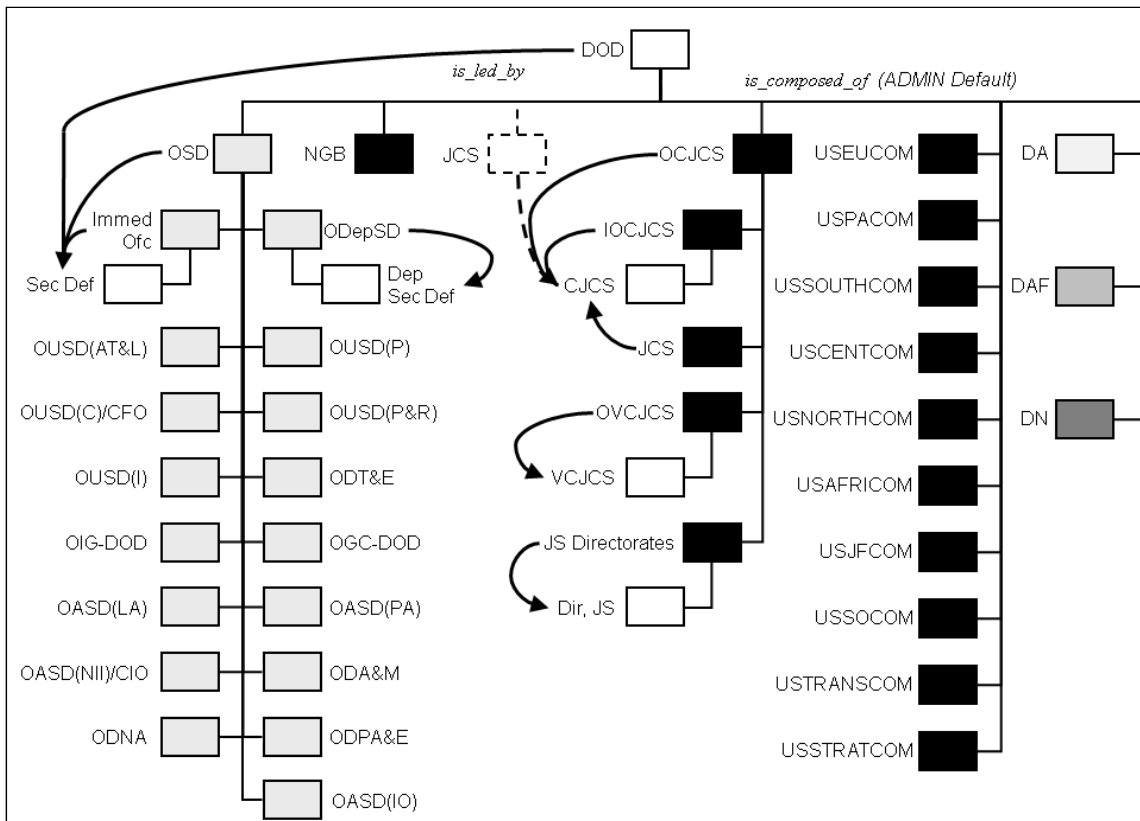 DOD
is_led_by
is_composed_of (ADMIN Default)
OSD
NGB
JCS
OCJCS
USEUCOM
DA
Immed
Ofc
ODepSD
IOCJCS
USPACOM
Sec Def
Dep
Sec Def
CJCS
USSOUTHCOM
DAF
OUSD(AT&L)
OUSD(P)
JCS
USCENTCOM
OUSD(C)/CFO
OUSD(P&R)
OVCJCS
USNORTHCOM
DN
OUSD(I)
ODT&E
VCJCS
USAFRICOM
OIG-DOD
OGC-DOD
JS Directorates
USJFCOM
OASD(LA)
OASD(PA)
Dir, JS
USSOCOM
OASD(NII)/CIO
ODA&M
USTRANSCOM
ODNA
ODPA&E
USSTRATCOM
OASD(IO)